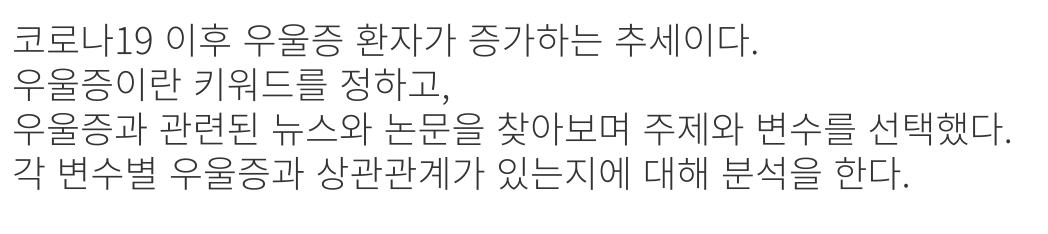 코로나19 이후 우울증 환자가 증가하는 추세이다.
우울증이란 키워드를 정하고,
우울증과 관련된 뉴스와 논문을 찾아보며 주제와 변수를 선택했다.
각 변수별 우울증과 상관관계가 있는지에 대해 분석을 한다.